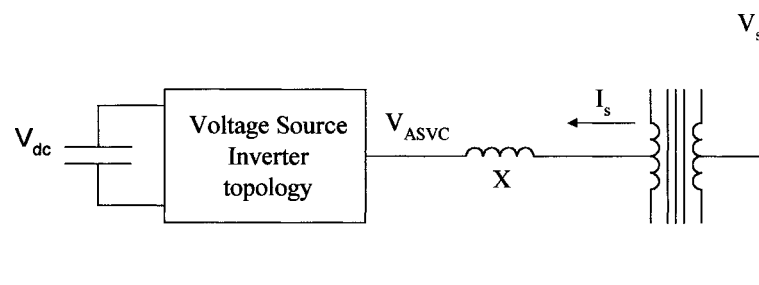 V_s
I_s
V_dc
Voltage Source
Inverter
topology
V_ASVC
X